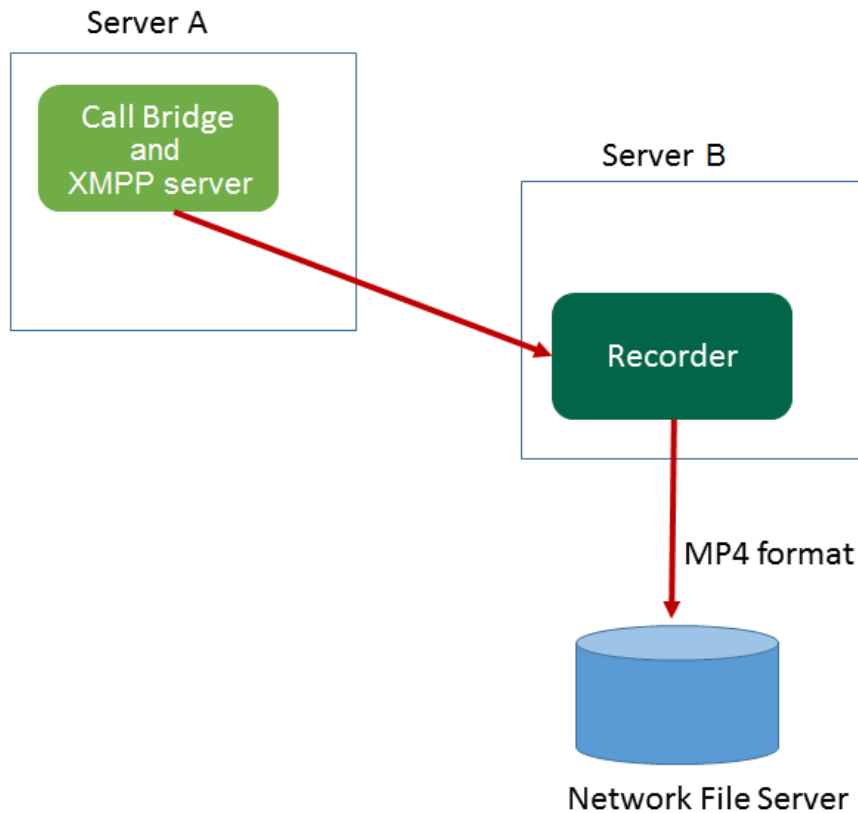 Server A
Call Bridge
and
XMPP server
Server B
Recorder
MP4 format
Network File Server